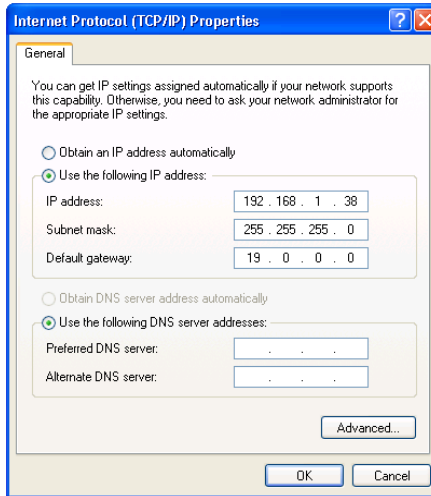 Internet Protocol (TCP/IP) Properties
General
You can get IP settings assigned automatically if your network supports
this capability. Otherwise, you need to ask your network administrator for
the appropriate IP settings.
Obtain an IP address automatically
Use the following IP address:
IP address: 192 . 168 . 1 . 38
Subnet mask: 255 . 255 . 255 . 0
Default gateway: 19 . 0 . 0 . 0
Obtain DNS server address automatically
Use the following DNS server addresses:
Preferred DNS server: . . .
Alternate DNS server: . . .
Advanced...
OK Cancel